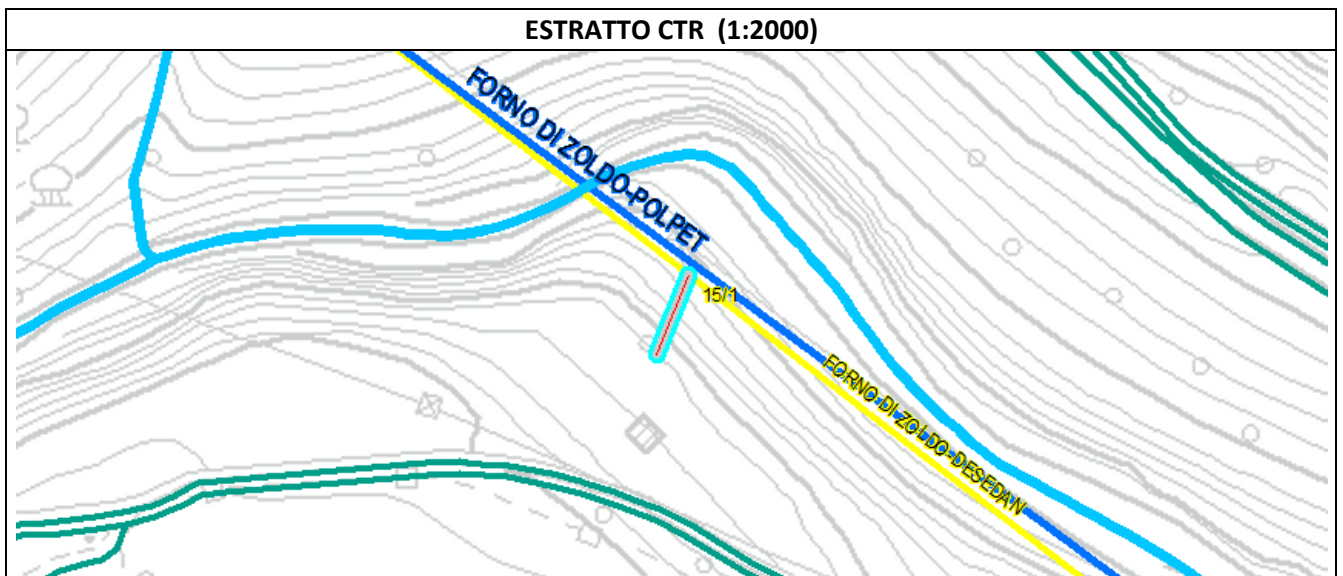 ESTRATTO CTR (1:2000)
FORNO DI ZOLDO-POLPET
15/1
FORNO DI ZOLDO-DESEDAN